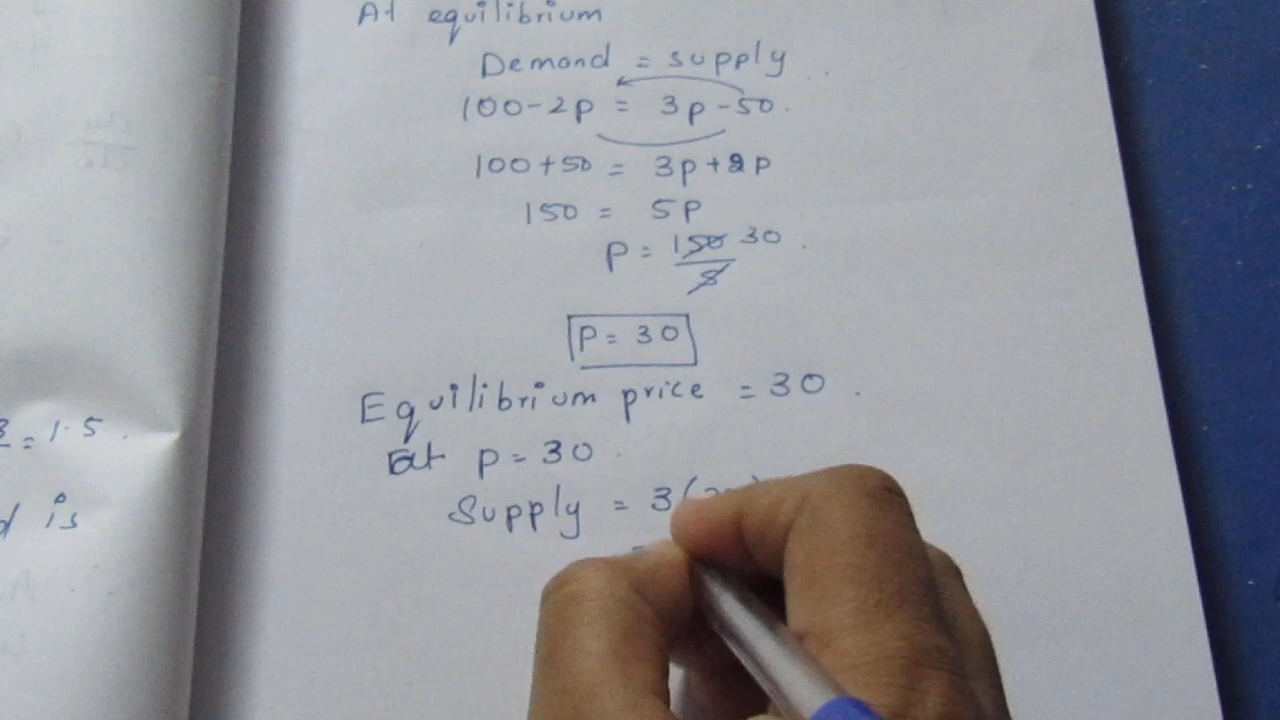 3 = 1.5.
d is
At equilibrium
Demand = supply
100-2p = 3p-50.
100+50 = 3p+2p
150 = 5p
p = 150 30
5
P = 30
Equilibrium price = 30.
at p = 30.
Supply = 3(
=